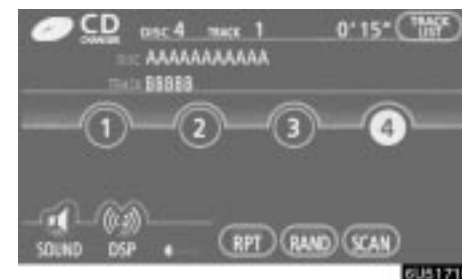 CD DISC 4 TRACK 1 0'15" TRACK LIST
CHANGER
DISC AAAAAAAAAAA
TRACK BBBBB
1 2 3 4
SOUND DSP RPT RAND SCAN
6U5171